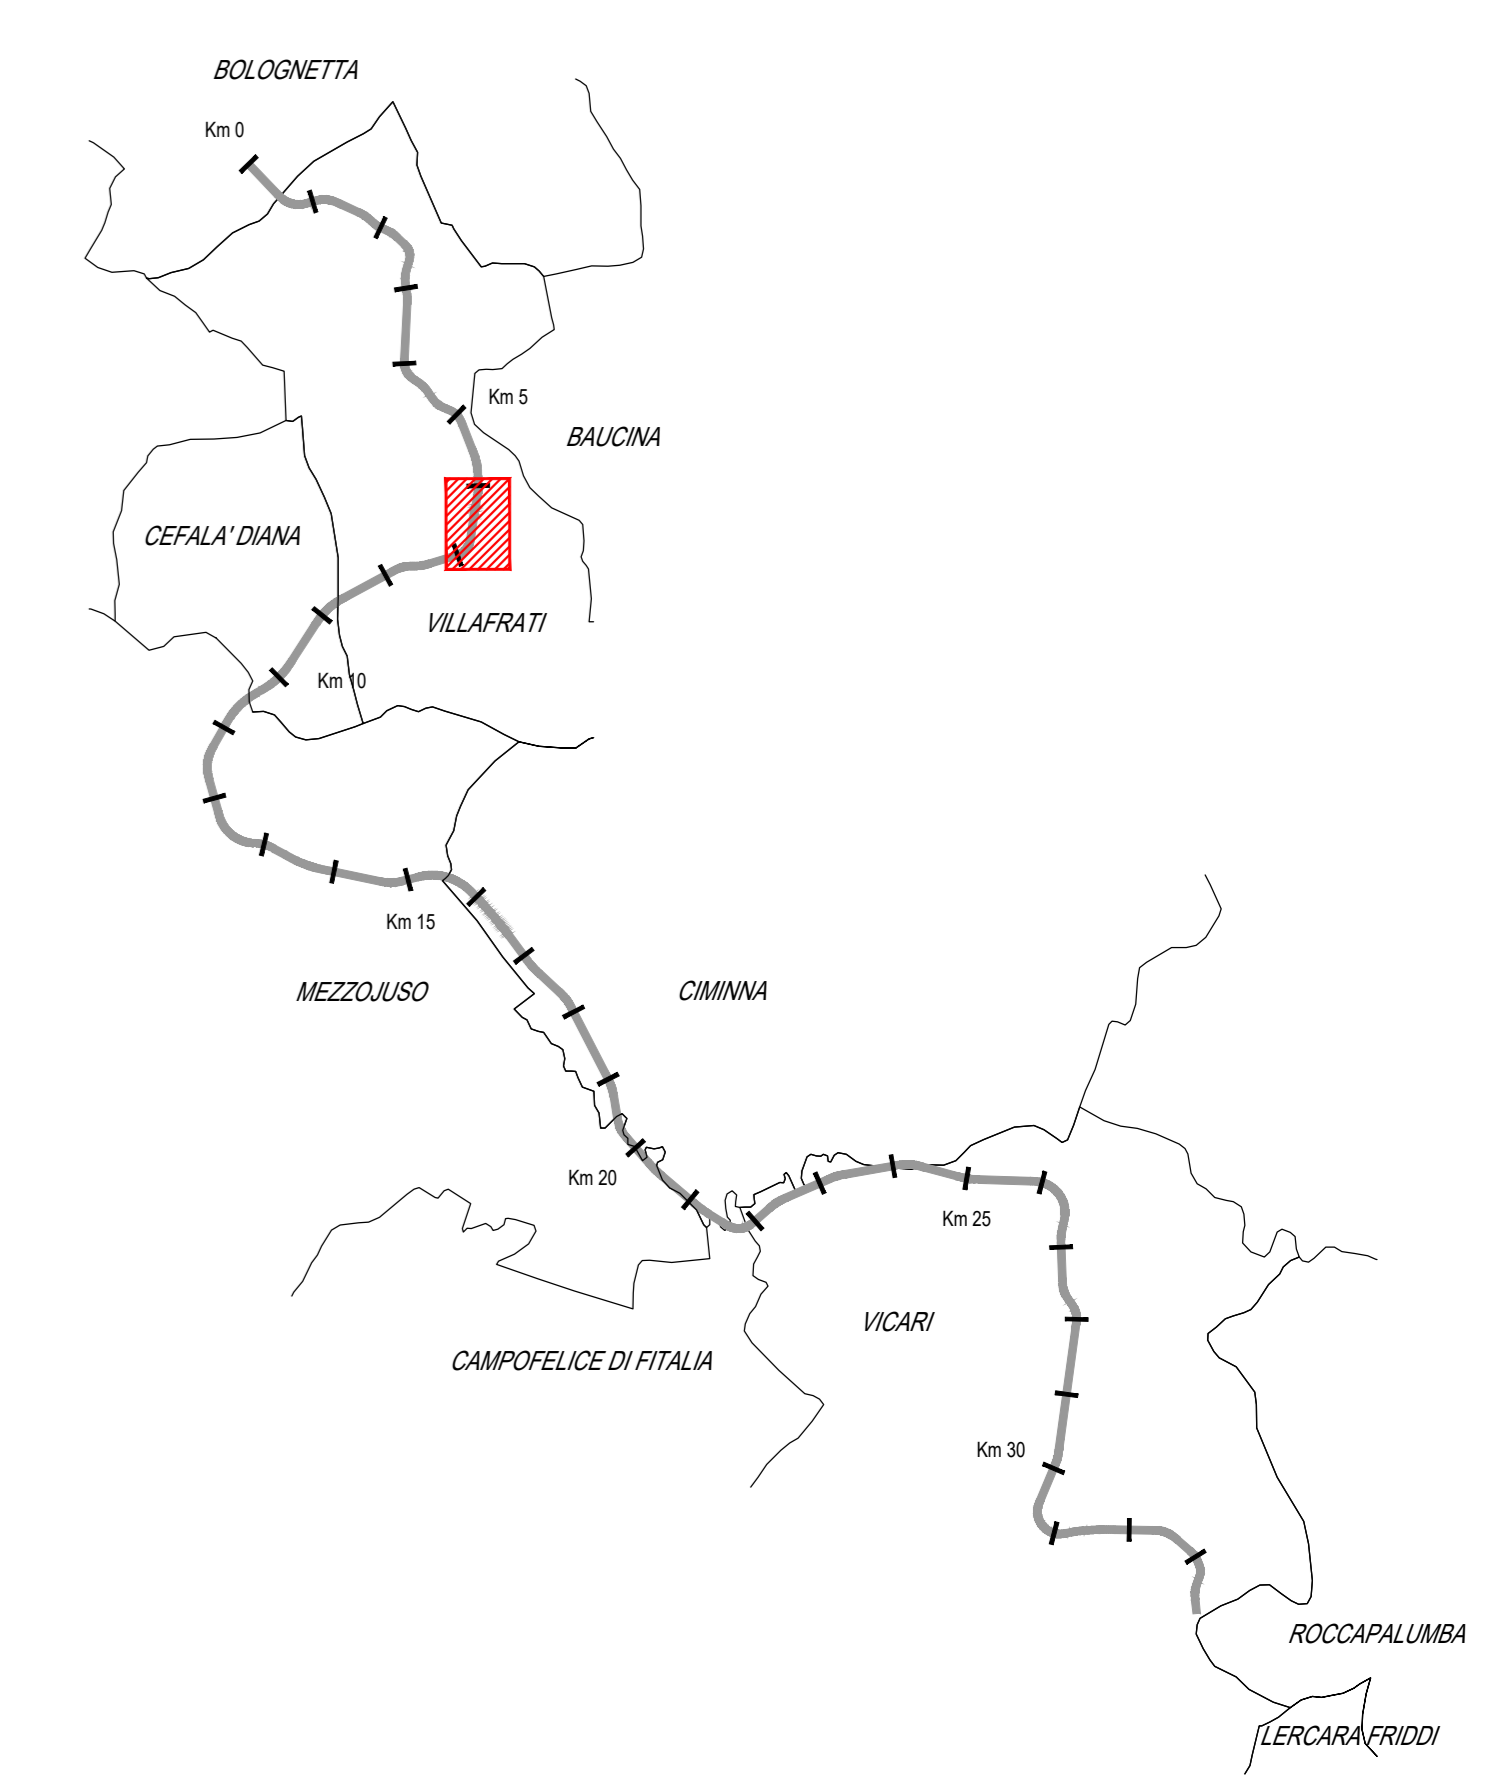 BOLOGNETTA
Km 0
Km 5
BAUCINA
CEFALA' DIANA
VILLAFRATI
Km 10
Km 15
MEZZOJUSO
CIMINNA
Km 20
Km 25
VICARI
CAMPOFELICE DI FITALIA
Km 30
ROCCAPALUMBA
LERCARA FRIDDI